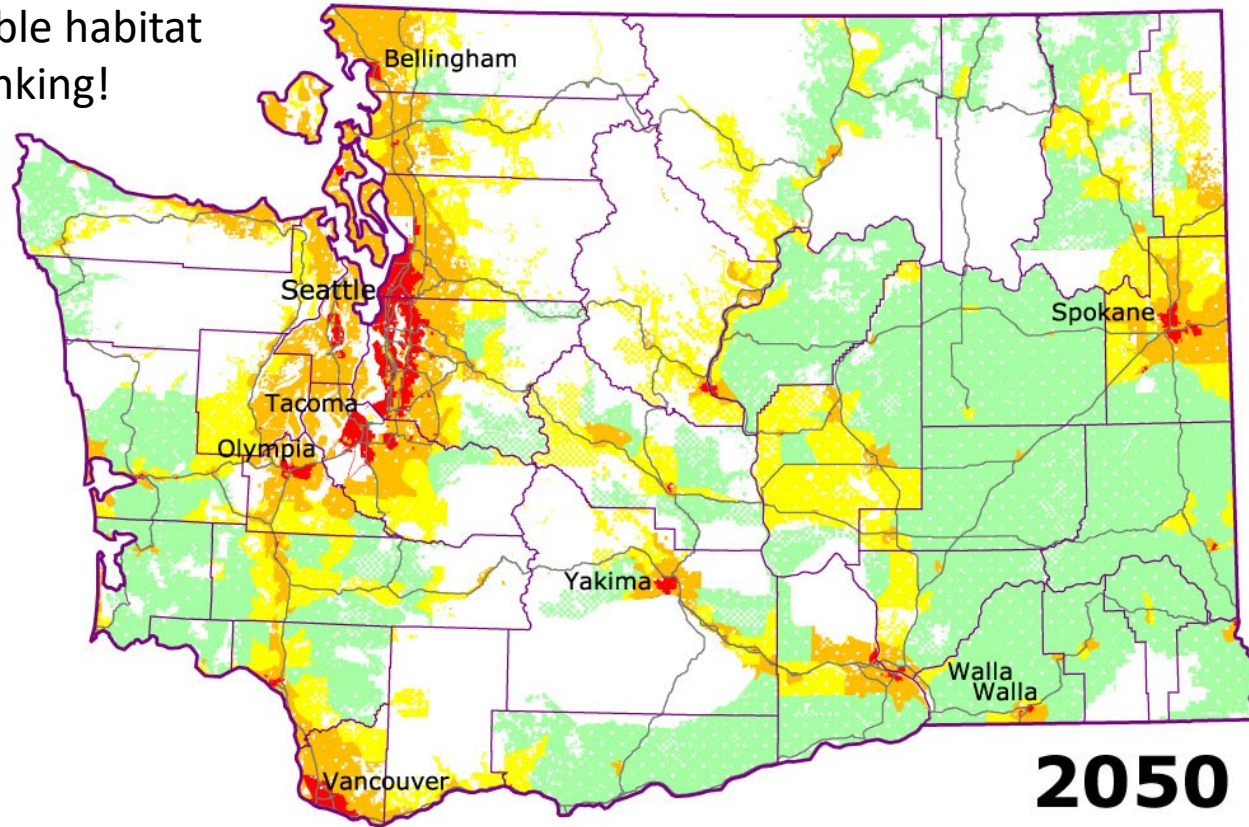 ble habitat
nking!
Bellingham
Seattle
Spokane
Tacoma
Olympia
Yakima
Walla
Walla
Vancouver
2050